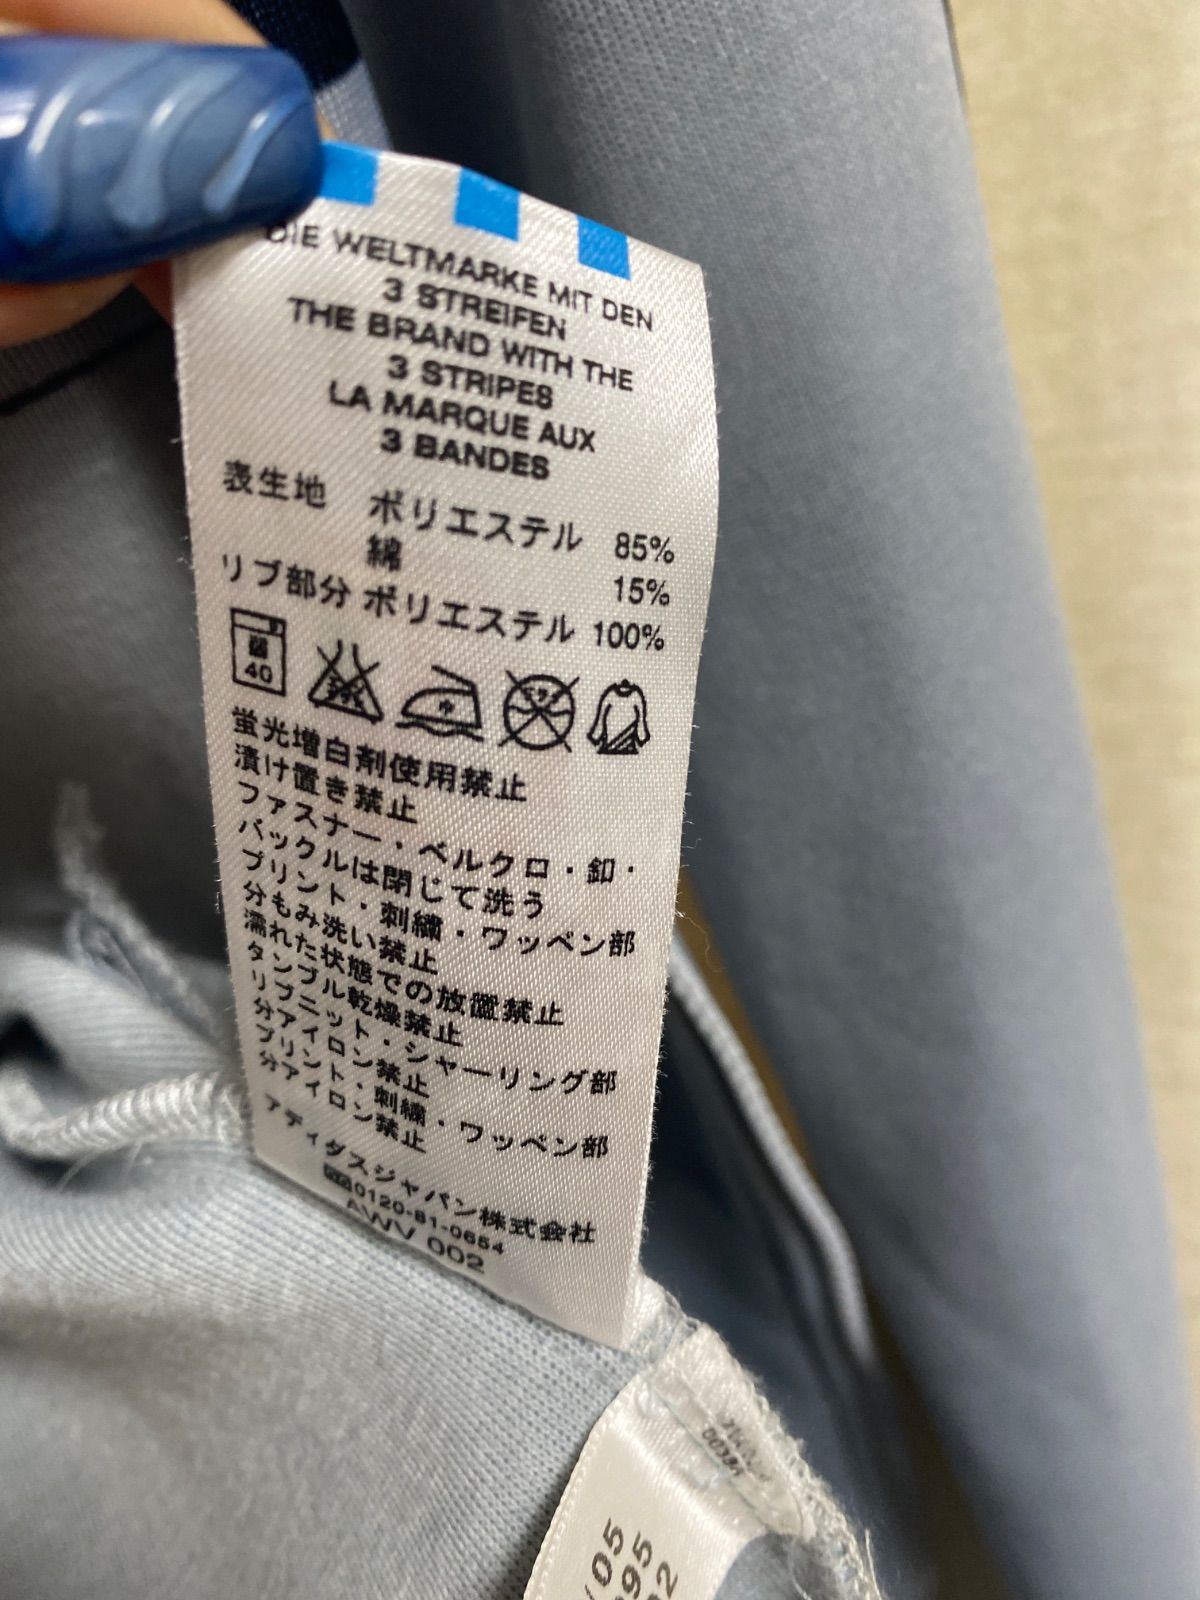 DIE WELTMARKE MIT DEN
3 STREIFEN
THE BRAND WITH THE
3 STRIPES
LA MARQUE AUX
3 BANDES
表生地 ポリエステル 85%
綿 15%
リブ部分 ポリエステル 100%
40 中
蛍光増白剤使用禁止
漬け置き禁止
ファスナー・ベルクロ・釦・
バックルは閉じて洗う
プリント・刺繍・ワッペン部
分もみ洗い禁止
濡れた状態での放置禁止
タンブル乾燥禁止
リブニット・シャーリング部
分アイロン禁止
プリント・刺繍・ワッペン部
分アイロン禁止
アディダスジャパン株式会社
0120-81-0654
AWV 002